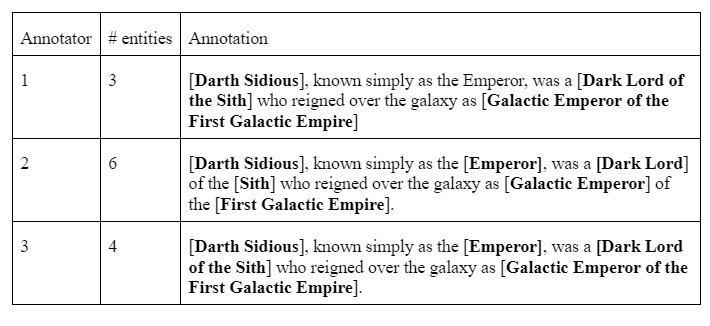 Annotator # entities Annotation
1 3 [Darth Sidious], known simply as the Emperor, was a [Dark Lord of
the Sith] who reigned over the galaxy as [Galactic Emperor of the
First Galactic Empire]
2 6 [Darth Sidious], known simply as the [Emperor], was a [Dark Lord]
of the [Sith] who reigned over the galaxy as [Galactic Emperor] of
the [First Galactic Empire].
3 4 [Darth Sidious], known simply as the [Emperor], was a [Dark Lord
of the Sith] who reigned over the galaxy as [Galactic Emperor of the
First Galactic Empire].